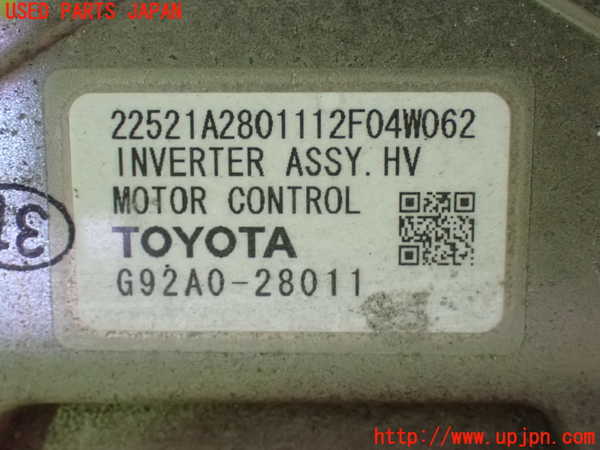 USED PARTS JAPAN
22521A2801112F04W062
INVERTER ASSY. HV
MOTOR CONTROL
TOYOTA
G92A0-28011
http://www.upjpn.com